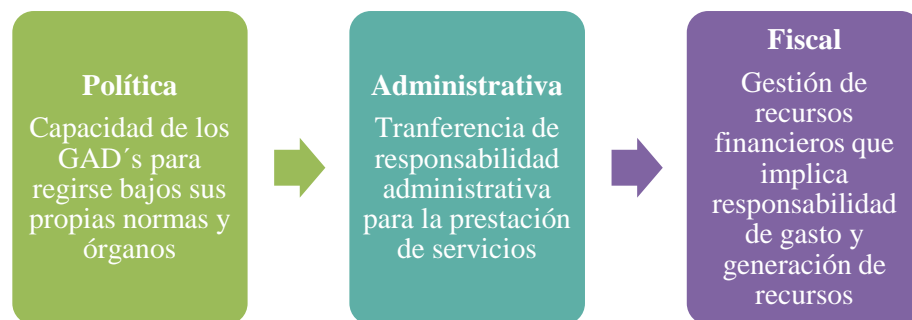 Política
Capacidad de los
GAD´s para
regirse bajos sus
propias normas y
órganos
Administrativa
Tranferencia de
responsabilidad
administrativa
para la prestación
de servicios
Fiscal
Gestión de
recursos
financieros que
implica
responsabilidad
de gasto y
generación de
recursos